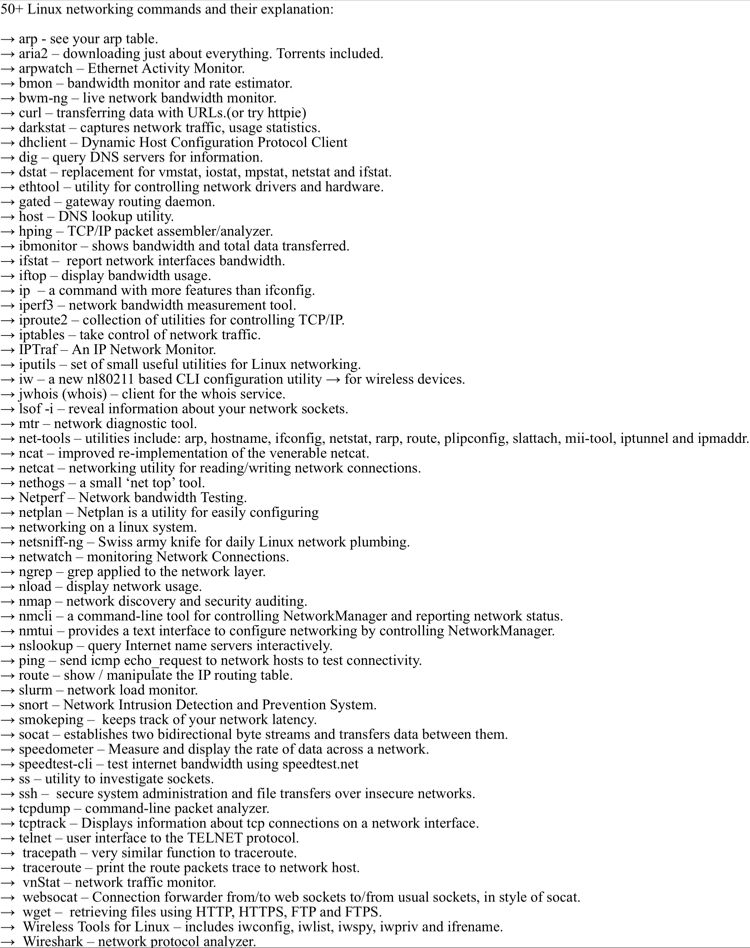 50+ Linux networking commands and their explanation:
→ arp - see your arp table.
→ aria2 – downloading just about everything. Torrents included.
→ arpwatch – Ethernet Activity Monitor.
→ bmon – bandwidth monitor and rate estimator.
→ bwm-ng – live network bandwidth monitor.
→ curl – transferring data with URLs.(or try httpie)
→ darkstat – captures network traffic, usage statistics.
→ dhclient – Dynamic Host Configuration Protocol Client
→ dig – query DNS servers for information.
→ dstat – replacement for vmstat, iostat, mpstat, netstat and ifstat.
→ ethtool – utility for controlling network drivers and hardware.
→ gated – gateway routing daemon.
→ host – DNS lookup utility.
→ hping – TCP/IP packet assembler/analyzer.
→ ibmonitor – shows bandwidth and total data transferred.
→ ifstat –  report network interfaces bandwidth.
→ iftop – display bandwidth usage.
→ ip  – a command with more features than ifconfig.
→ iperf3 – network bandwidth measurement tool.
→ iproute2 – collection of utilities for controlling TCP/IP.
→ iptables – take control of network traffic.
→ IPTraf – An IP Network Monitor.
→ iputils – set of small useful utilities for Linux networking.
→ iw – a new nl80211 based CLI configuration utility → for wireless devices.
→ jwhois (whois) – client for the whois service.
→ lsof -i – reveal information about your network sockets.
→ mtr – network diagnostic tool.
→ net-tools – utilities include: arp, hostname, ifconfig, netstat, rarp, route, plipconfig, slattach, mii-tool, iptunnel and ipmaddr.
→ ncat – improved re-implementation of the venerable netcat.
→ netcat – networking utility for reading/writing network connections.
→ nethogs – a small ‘net top’ tool.
→ Netperf – Network bandwidth Testing.
→ netplan – Netplan is a utility for easily configuring
→ networking on a linux system.
→ netsniff-ng – Swiss army knife for daily Linux network plumbing.
→ netwatch – monitoring Network Connections.
→ ngrep – grep applied to the network layer.
→ nload – display network usage.
→ nmap – network discovery and security auditing.
→ nmcli – a command-line tool for controlling NetworkManager and reporting network status.
→ nmtui – provides a text interface to configure networking by controlling NetworkManager.
→ nslookup – query Internet name servers interactively.
→ ping – send icmp echo_request to network hosts to test connectivity.
→ route – show / manipulate the IP routing table.
→ slurm – network load monitor.
→ snort – Network Intrusion Detection and Prevention System.
→ smokeping –  keeps track of your network latency.
→ socat – establishes two bidirectional byte streams and transfers data between them.
→ speedometer – Measure and display the rate of data across a network.
→ speedtest-cli – test internet bandwidth using speedtest.net
→ ss – utility to investigate sockets.
→ ssh –  secure system administration and file transfers over insecure networks.
→ tcpdump – command-line packet analyzer.
→ tcptrack – Displays information about tcp connections on a network interface.
→ telnet – user interface to the TELNET protocol.
→  tracepath – very similar function to traceroute.
→  traceroute – print the route packets trace to network host.
→  vnStat – network traffic monitor.
→  websocat – Connection forwarder from/to web sockets to/from usual sockets, in style of socat.
→  wget –  retrieving files using HTTP, HTTPS, FTP and FTPS.
→  Wireless Tools for Linux – includes iwconfig, iwlist, iwspy, iwpriv and ifrename.
→  Wireshark – network protocol analyzer.